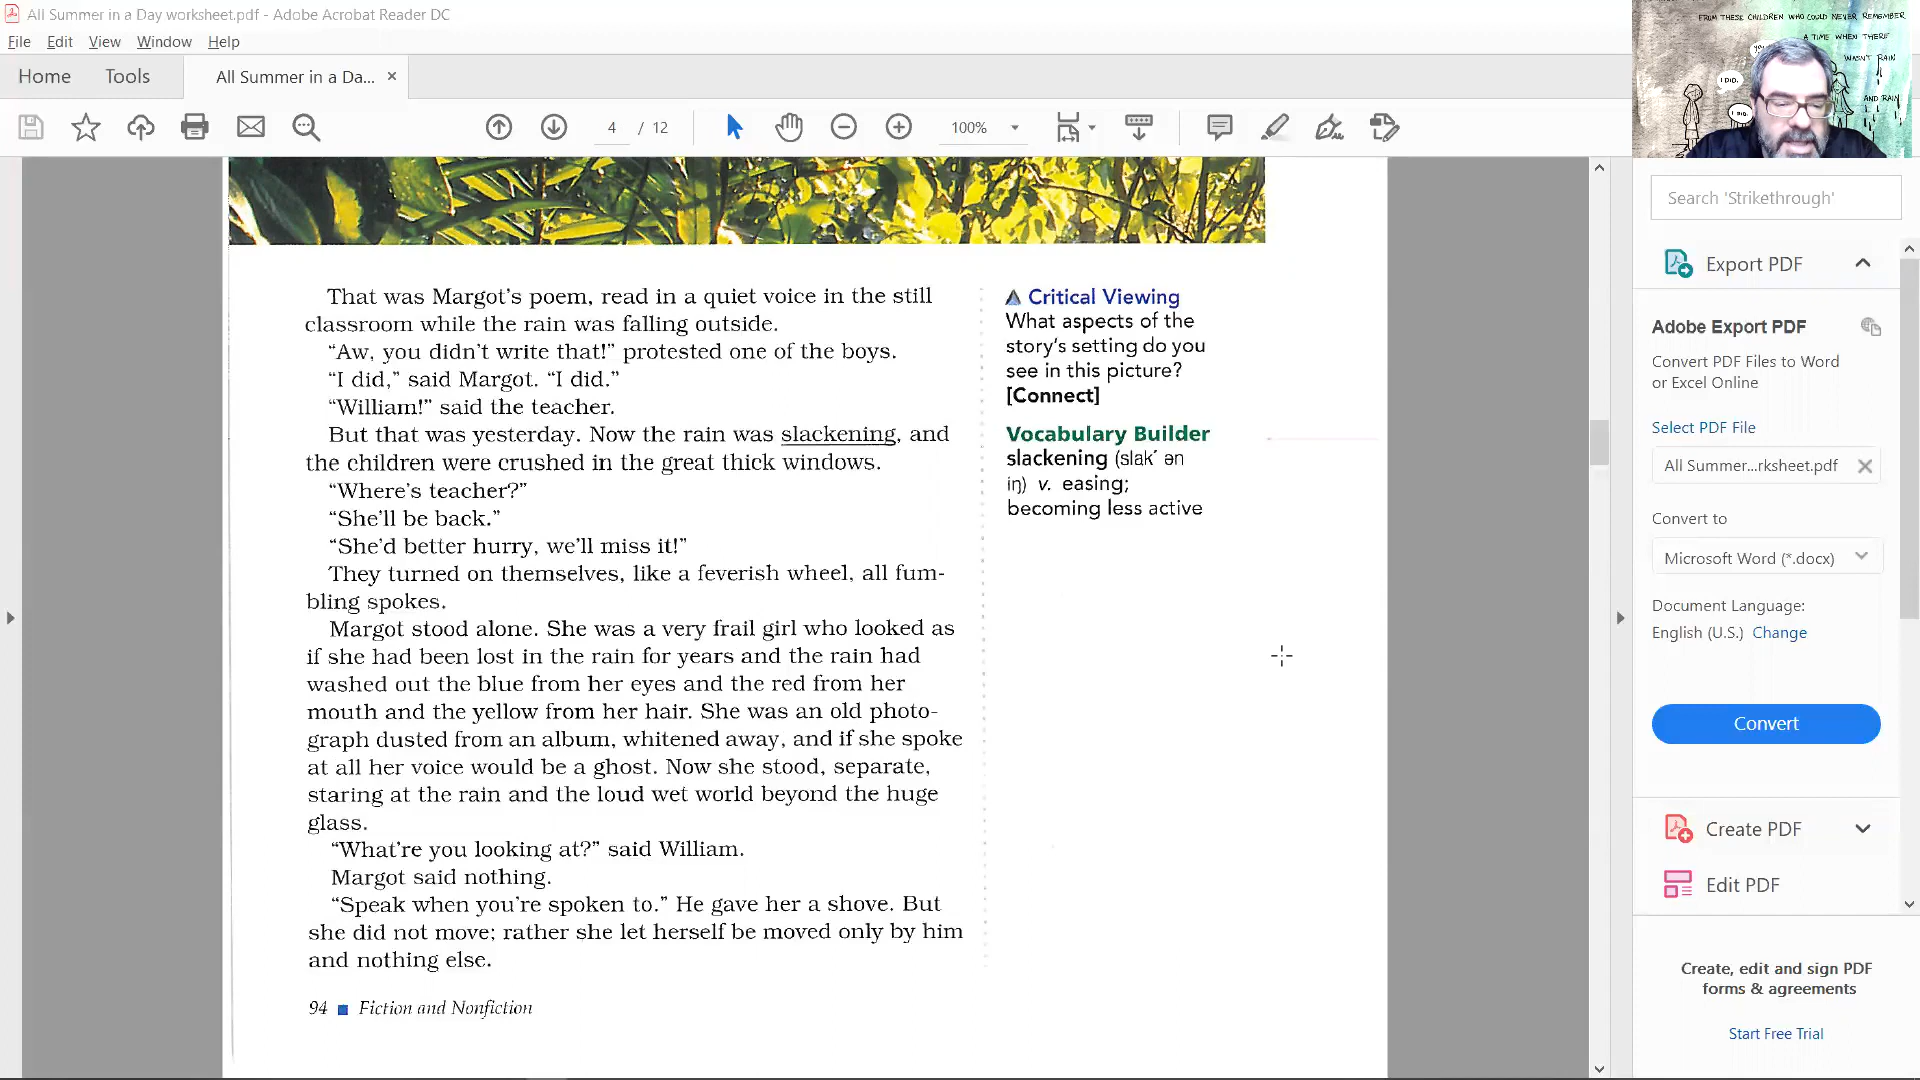 All Summer in a Day worksheet.pdf - Adobe Acrobat Reader DC
File Edit View Window Help
Home Tools All Summer in a Da... ×
4 / 12 100%
That was Margot's poem, read in a quiet voice in the still
classroom while the rain was falling outside.
“Aw, you didn't write that!” protested one of the boys.
“I did,” said Margot. “I did.”
“William!” said the teacher.
But that was yesterday. Now the rain was slackening, and
the children were crushed in the great thick windows.
“Where's teacher?”
“She'll be back.”
“She'd better hurry, we'll miss it!”
They turned on themselves, like a feverish wheel, all fum-
bling spokes.
Margot stood alone. She was a very frail girl who looked as
if she had been lost in the rain for years and the rain had
washed out the blue from her eyes and the red from her
mouth and the yellow from her hair. She was an old photo-
graph dusted from an album, whitened away, and if she spoke
at all her voice would be a ghost. Now she stood, separate,
staring at the rain and the loud wet world beyond the huge
glass.
“What're you looking at?” said William.
Margot said nothing.
“Speak when you're spoken to.” He gave her a shove. But
she did not move; rather she let herself be moved only by him
and nothing else.
94 ■ Fiction and Nonfiction
Critical Viewing
What aspects of the
story's setting do you
see in this picture?
[Connect]
Vocabulary Builder
slackening (slak´ ən
iŋ) v. easing;
becoming less active
FROM THESE CHILDREN WHO COULD NEVER REMEMBER
A TIME WHEN THERE
WASN'T RAIN
AND RAIN
I DID.
I DID.
Search 'Strikethrough'
Export PDF
Adobe Export PDF
Convert PDF Files to Word
or Excel Online
Select PDF File
All Summer...rksheet.pdf
Convert to
Microsoft Word (*.docx)
Document Language:
English (U.S.) Change
Convert
Create PDF
Edit PDF
Create, edit and sign PDF
forms & agreements
Start Free Trial